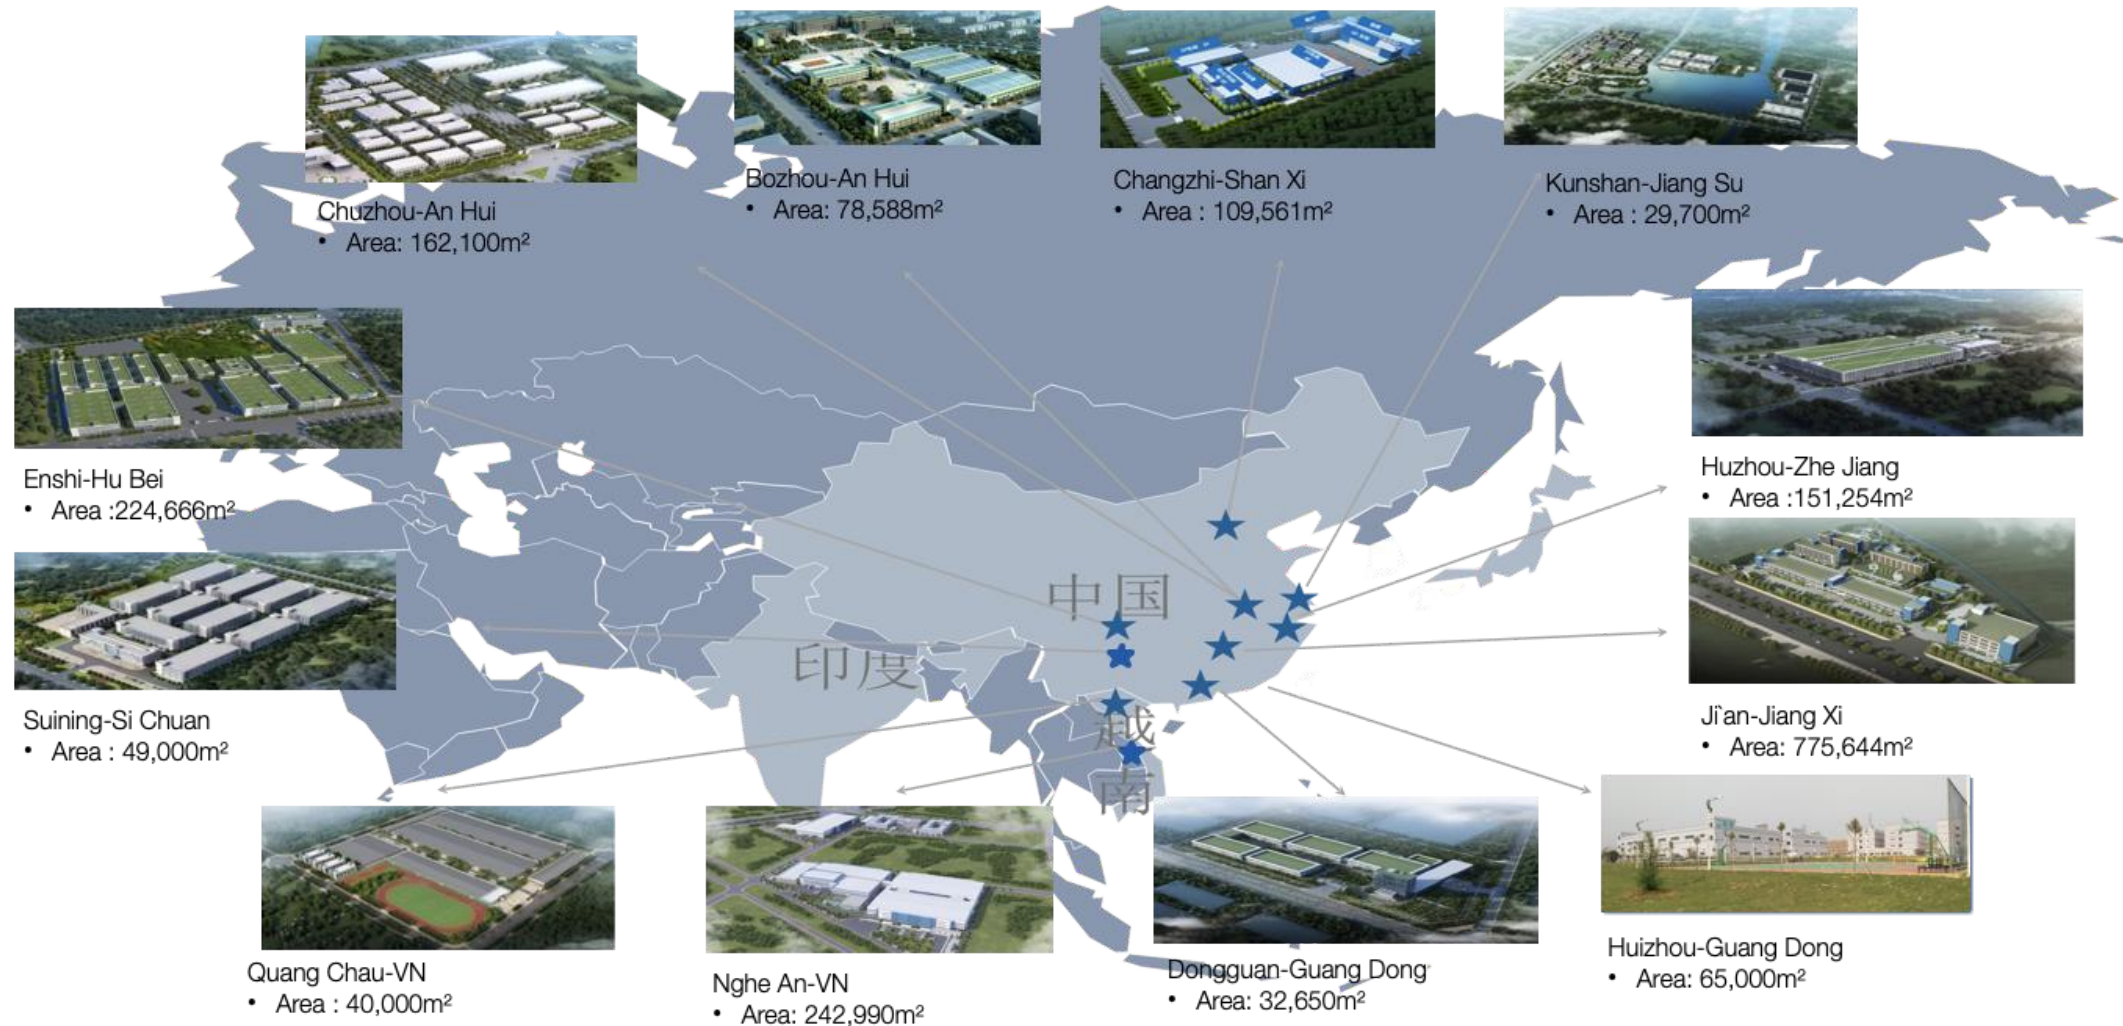 Chuzhou-An Hui
• Area: 162,100m²
Bozhou-An Hui
• Area: 78,588m²
Changzhi-Shan Xi
• Area : 109,561m²
Kunshan-Jiang Su
• Area : 29,700m²
Enshi-Hu Bei
• Area :224,666m²
Huzhou-Zhe Jiang
• Area :151,254m²
中国
印度
越
南
Suining-Si Chuan
• Area : 49,000m²
Ji`an-Jiang Xi
• Area: 775,644m²
Quang Chau-VN
• Area : 40,000m²
Nghe An-VN
• Area: 242,990m²
Dongguan-Guang Dong
• Area: 32,650m²
Huizhou-Guang Dong
• Area: 65,000m²